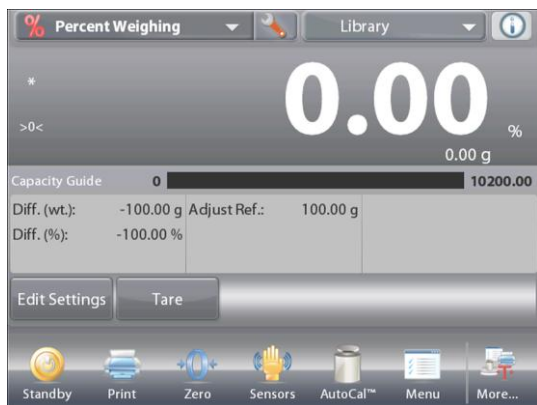 % Percent Weighing Library
*
0.00 %
>0<
0.00 g
Capacity Guide 0 10200.00
Diff. (wt.): -100.00 g Adjust Ref.: 100.00 g
Diff. (%): -100.00 %
Edit Settings Tare
Standby Print Zero Sensors AutoCal™ Menu More...